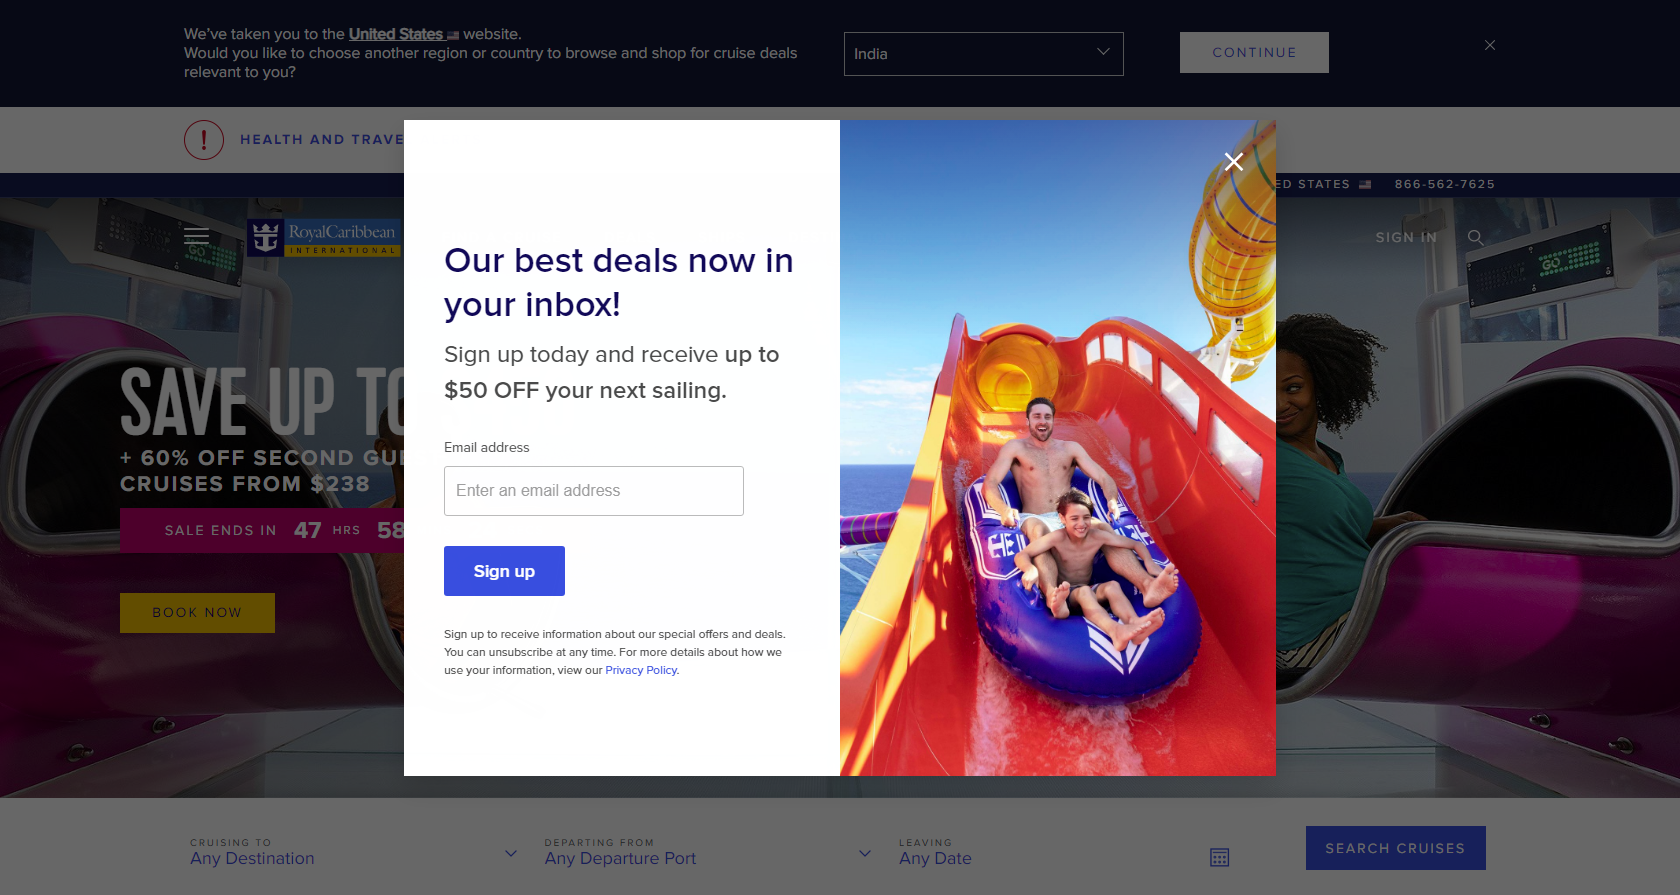 We've taken you to the United States website.
Would you like to choose another region or country to browse and shop for cruise deals
relevant to you?
India
CONTINUE
HEALTH AND TRAVE
ED STATES
866-562-7625
RoyalCaribbean
INTERNATIONAL
SIGN IN
GO
GO
SAVE UP TO
+ 60% OFF SECOND GUE
CRUISES FROM $238
SALE ENDS IN 47 HRS 58
BOOK NOW
Our best deals now in
your inbox!
Sign up today and receive up to
$50 OFF your next sailing.
Email address
Enter an email address
Sign up
Sign up to receive information about our special offers and deals.
You can unsubscribe at any time. For more details about how we
use your information, view our Privacy Policy.
CRUISING TO
Any Destination
DEPARTING FROM
Any Departure Port
LEAVING
Any Date
SEARCH CRUISES